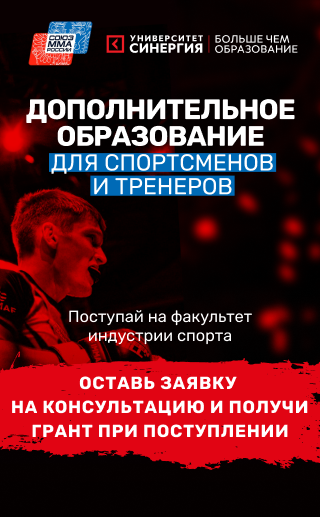 СОЮЗ
ММА
РОССИИ
УНИВЕРСИТЕТ
СИНЕРГИЯ
БОЛЬШЕ ЧЕМ
ОБРАЗОВАНИЕ
ДОПОЛНИТЕЛЬНОЕ
ОБРАЗОВАНИЕ
ДЛЯ СПОРТСМЕНОВ
И ТРЕНЕРОВ
Поступай на факультет
индустрии спорта
ОСТАВЬ ЗАЯВКУ
НА КОНСУЛЬТАЦИЮ И ПОЛУЧИ
ГРАНТ ПРИ ПОСТУПЛЕНИИ